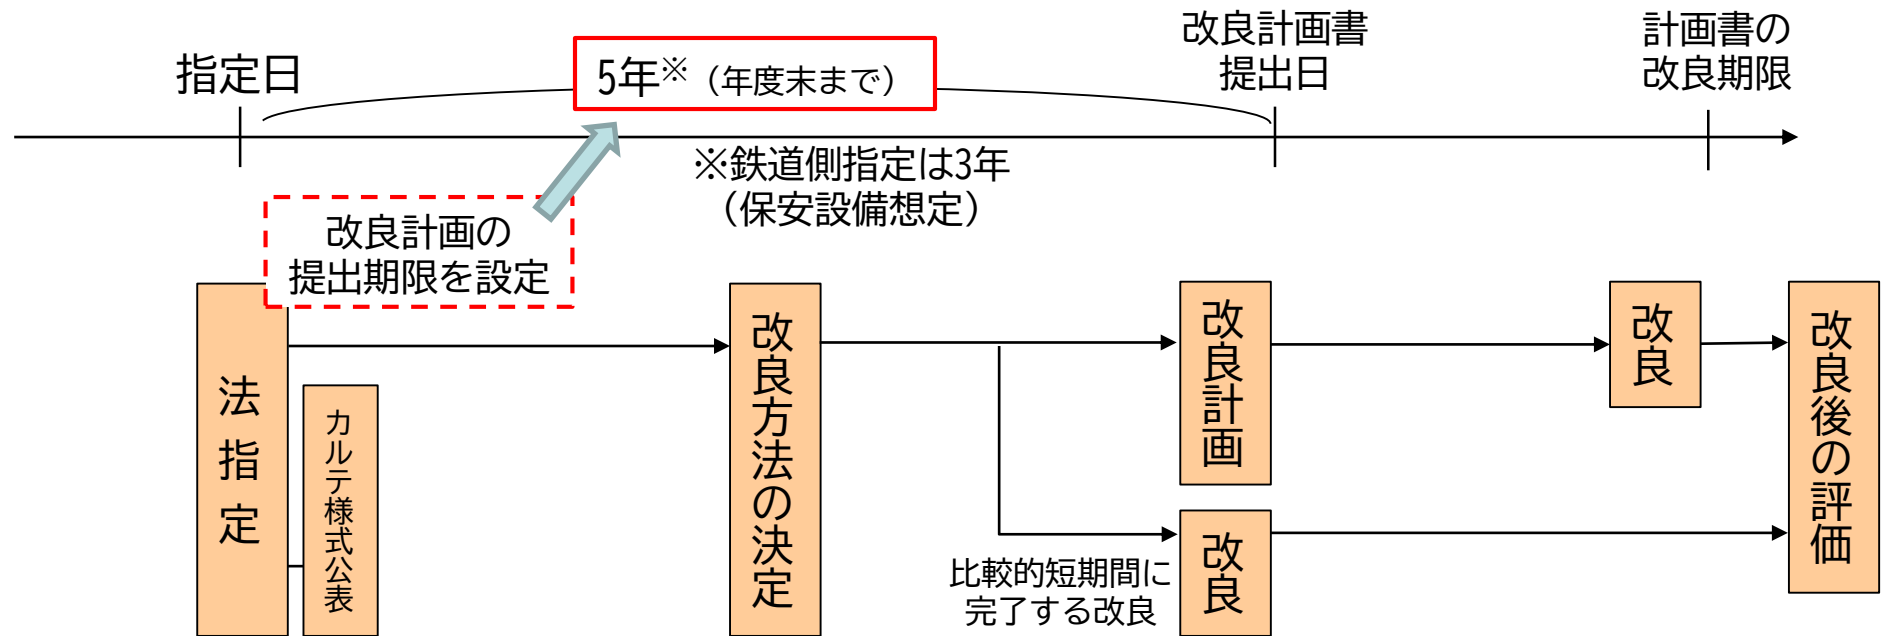 指定日
5年※（年度末まで）
改良計画書
提出日
計画書の
改良期限
※鉄道側指定は3年
（保安設備想定）
改良計画の
提出期限を設定
法指定
カルテ様式公表
改良方法の決定
改良計画
改良
改良後の評価
比較的短期間に
完了する改良
改良